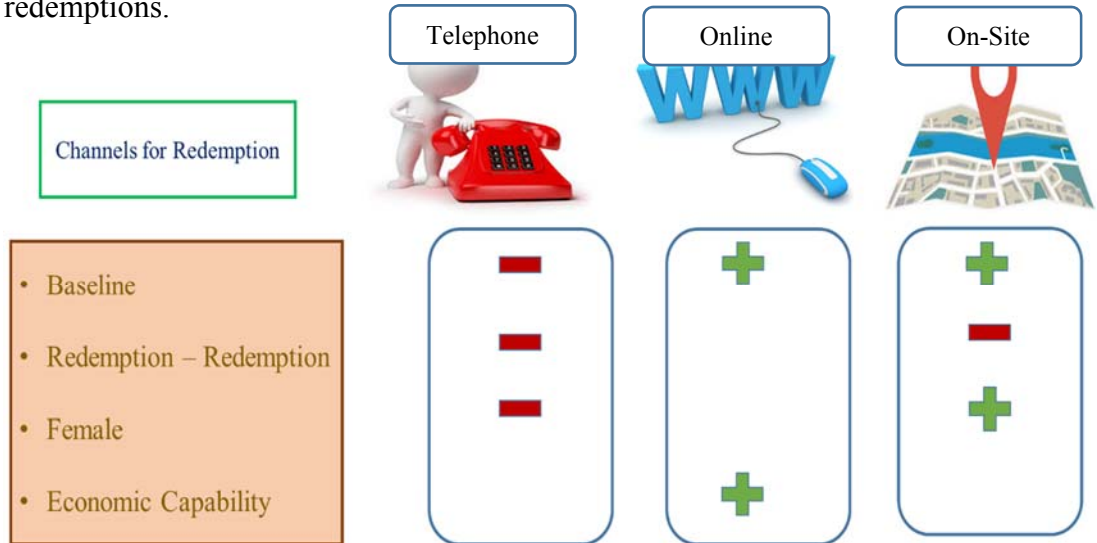 redemptions.
Telephone
Online
On-Site
WWW
Channels for Redemption
• Baseline
• Redemption – Redemption
• Female
• Economic Capability